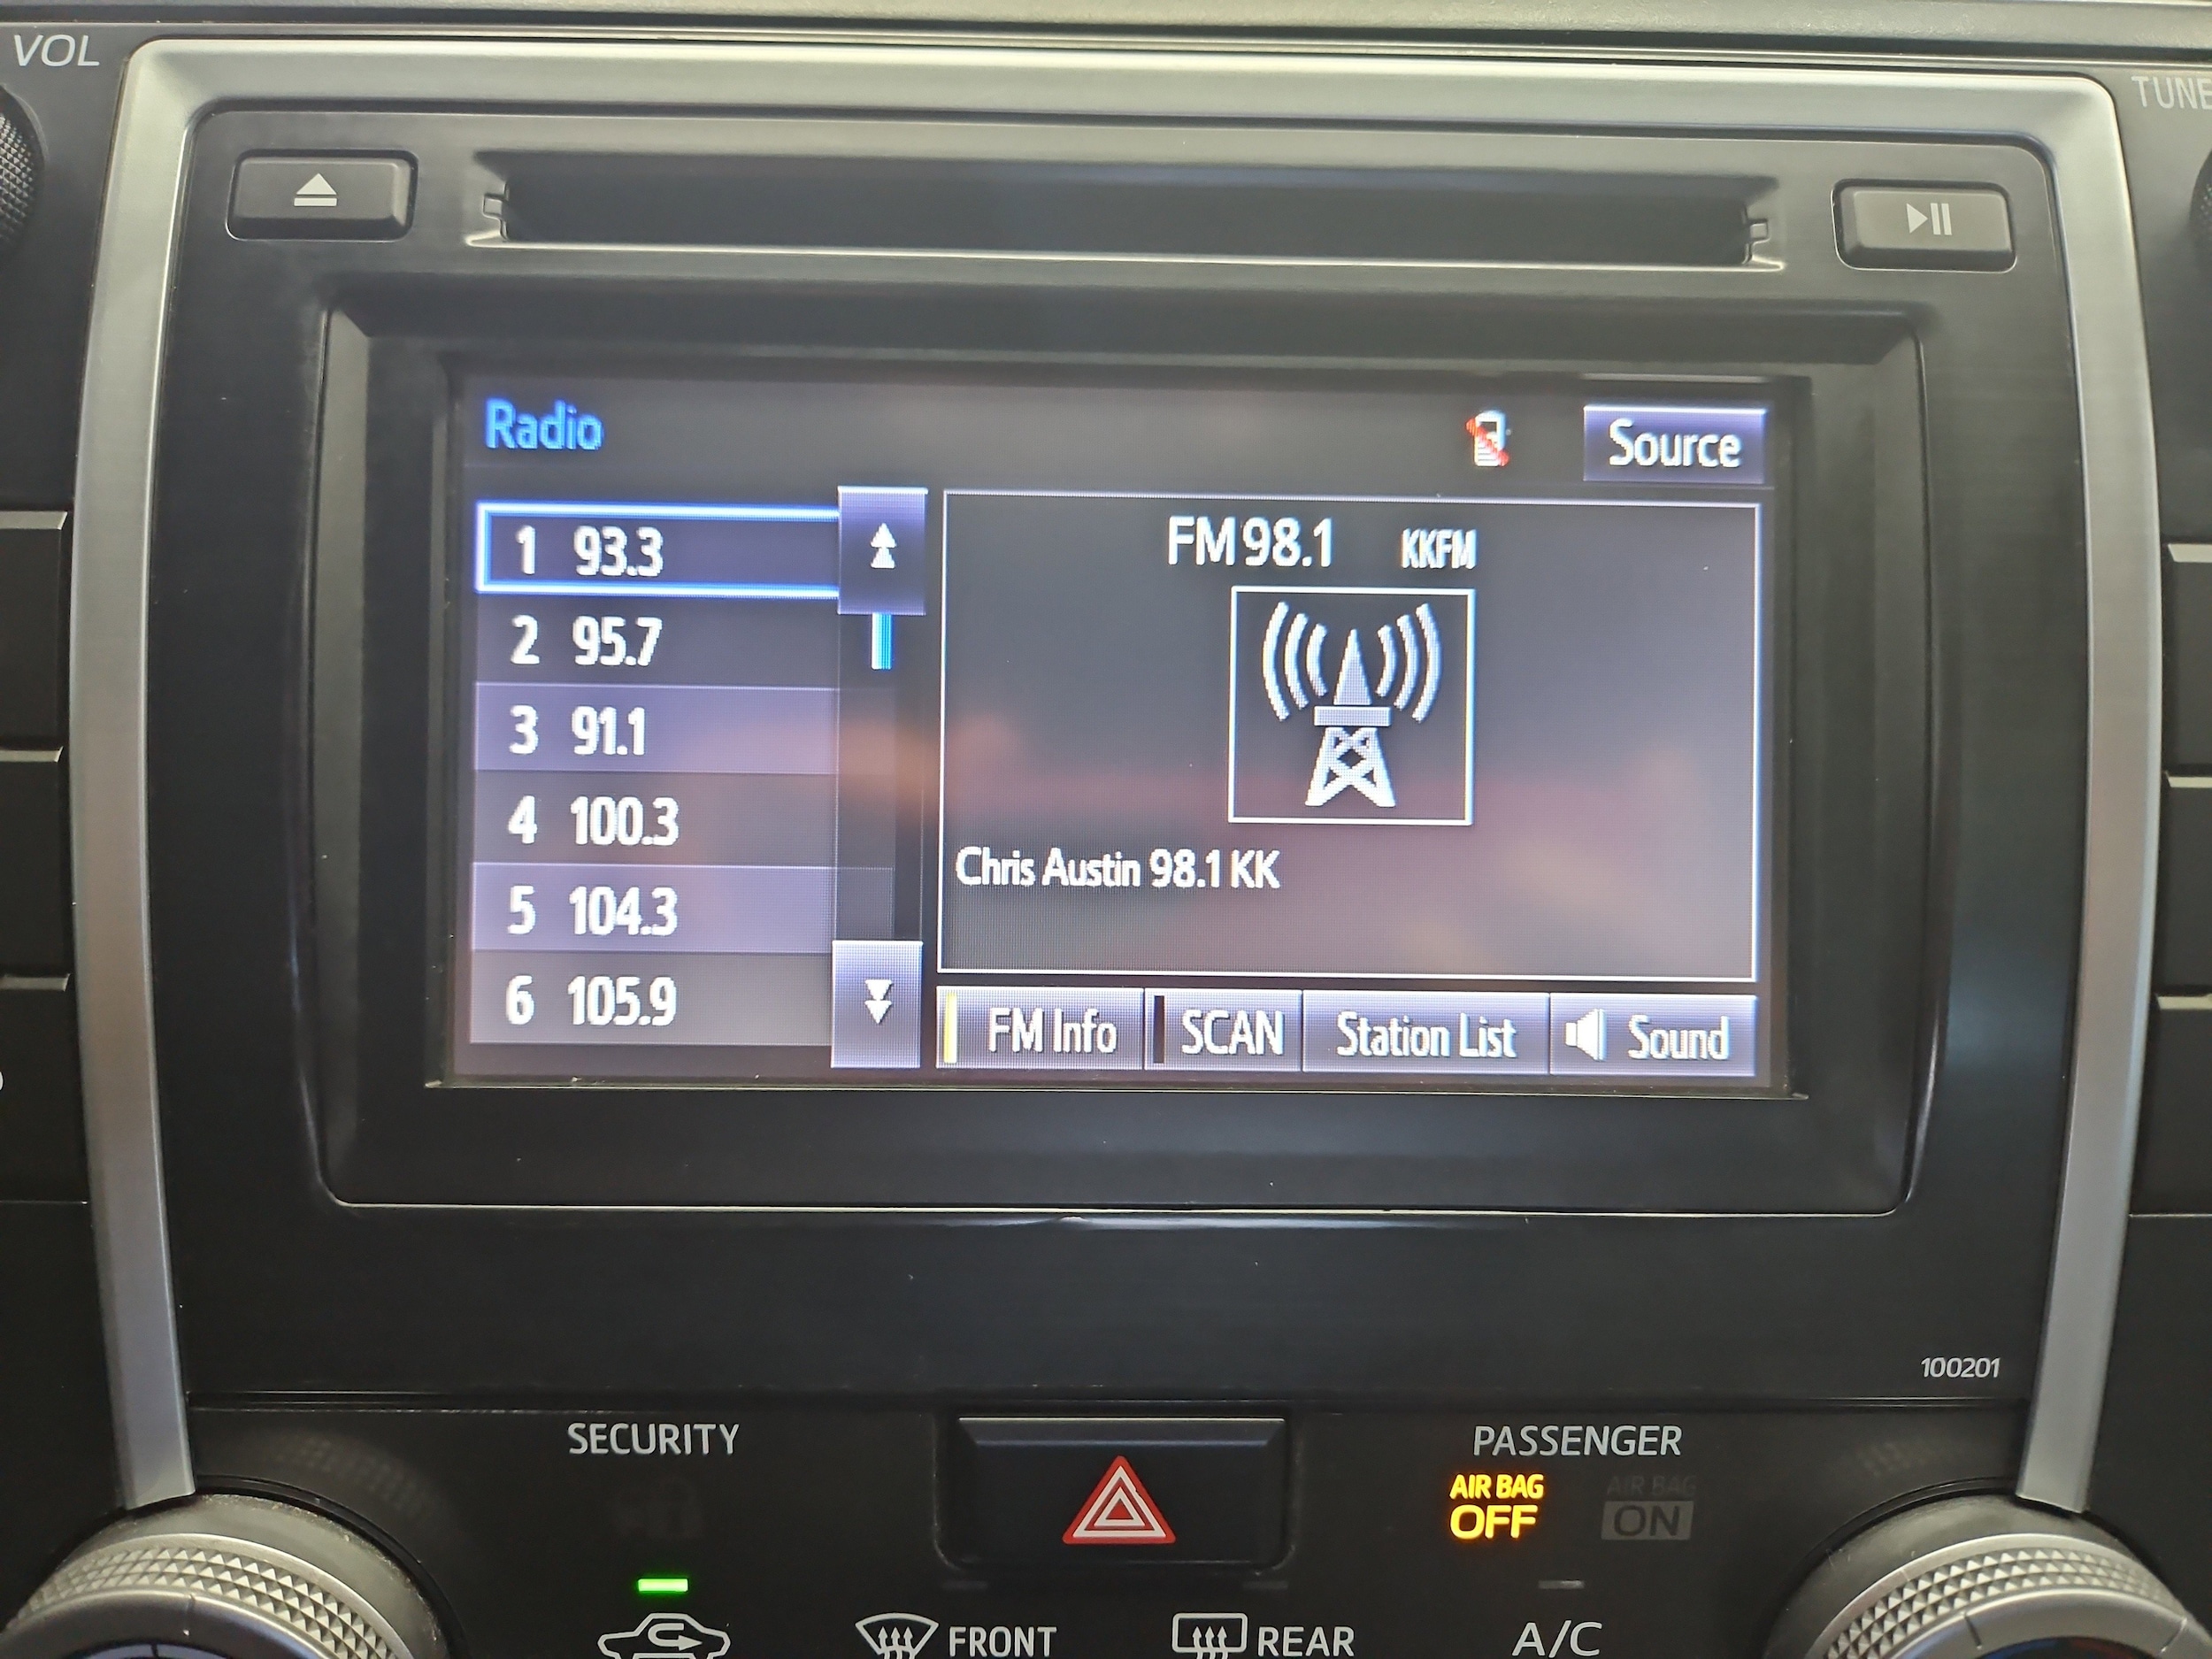 VOL
TUNE
Radio
Source
1 93.3
2 95.7
3 91.1
4 100.3
5 104.3
6 105.9
FM 98.1 KKFM
Chris Austin 98.1 KK
FM Info
SCAN
Station List
Sound
100201
SECURITY
PASSENGER
AIR BAG
OFF
AIR BAG
ON
FRONT
REAR
A/C